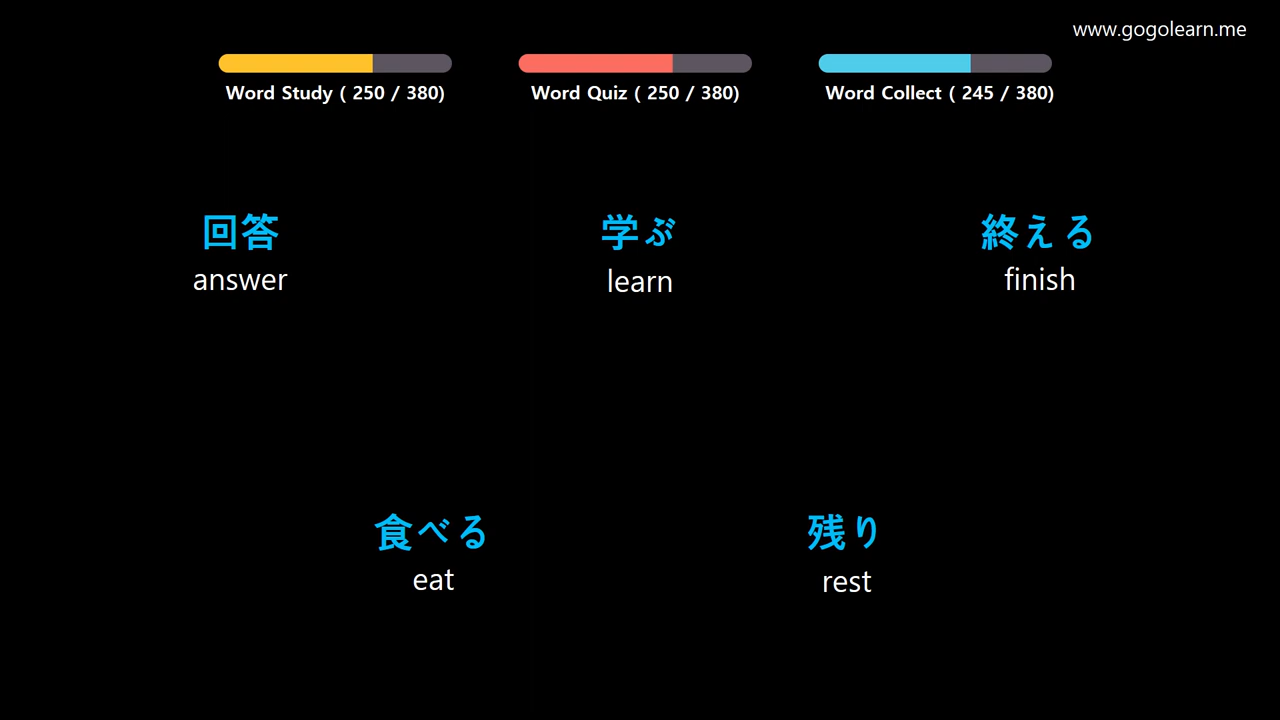 www.gogolearn.me
Word Study ( 250 / 380)
Word Quiz ( 250 / 380)
Word Collect ( 245 / 380)
回答
answer
学ぶ
learn
終える
finish
食べる
eat
残り
rest